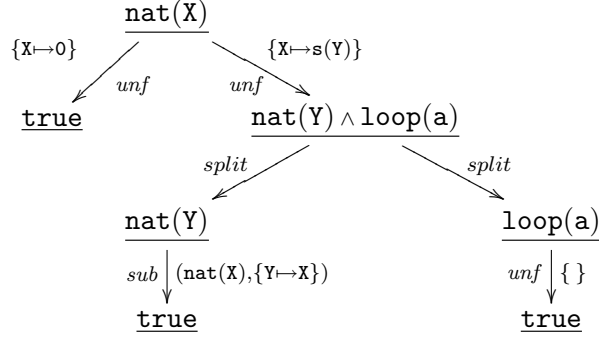 nat(X)
{X↦0} {X↦s(Y)}
unf unf
true nat(Y) ∧ loop(a)
split split
nat(Y) loop(a)
sub (nat(X),{Y↦X}) unf { }
true true